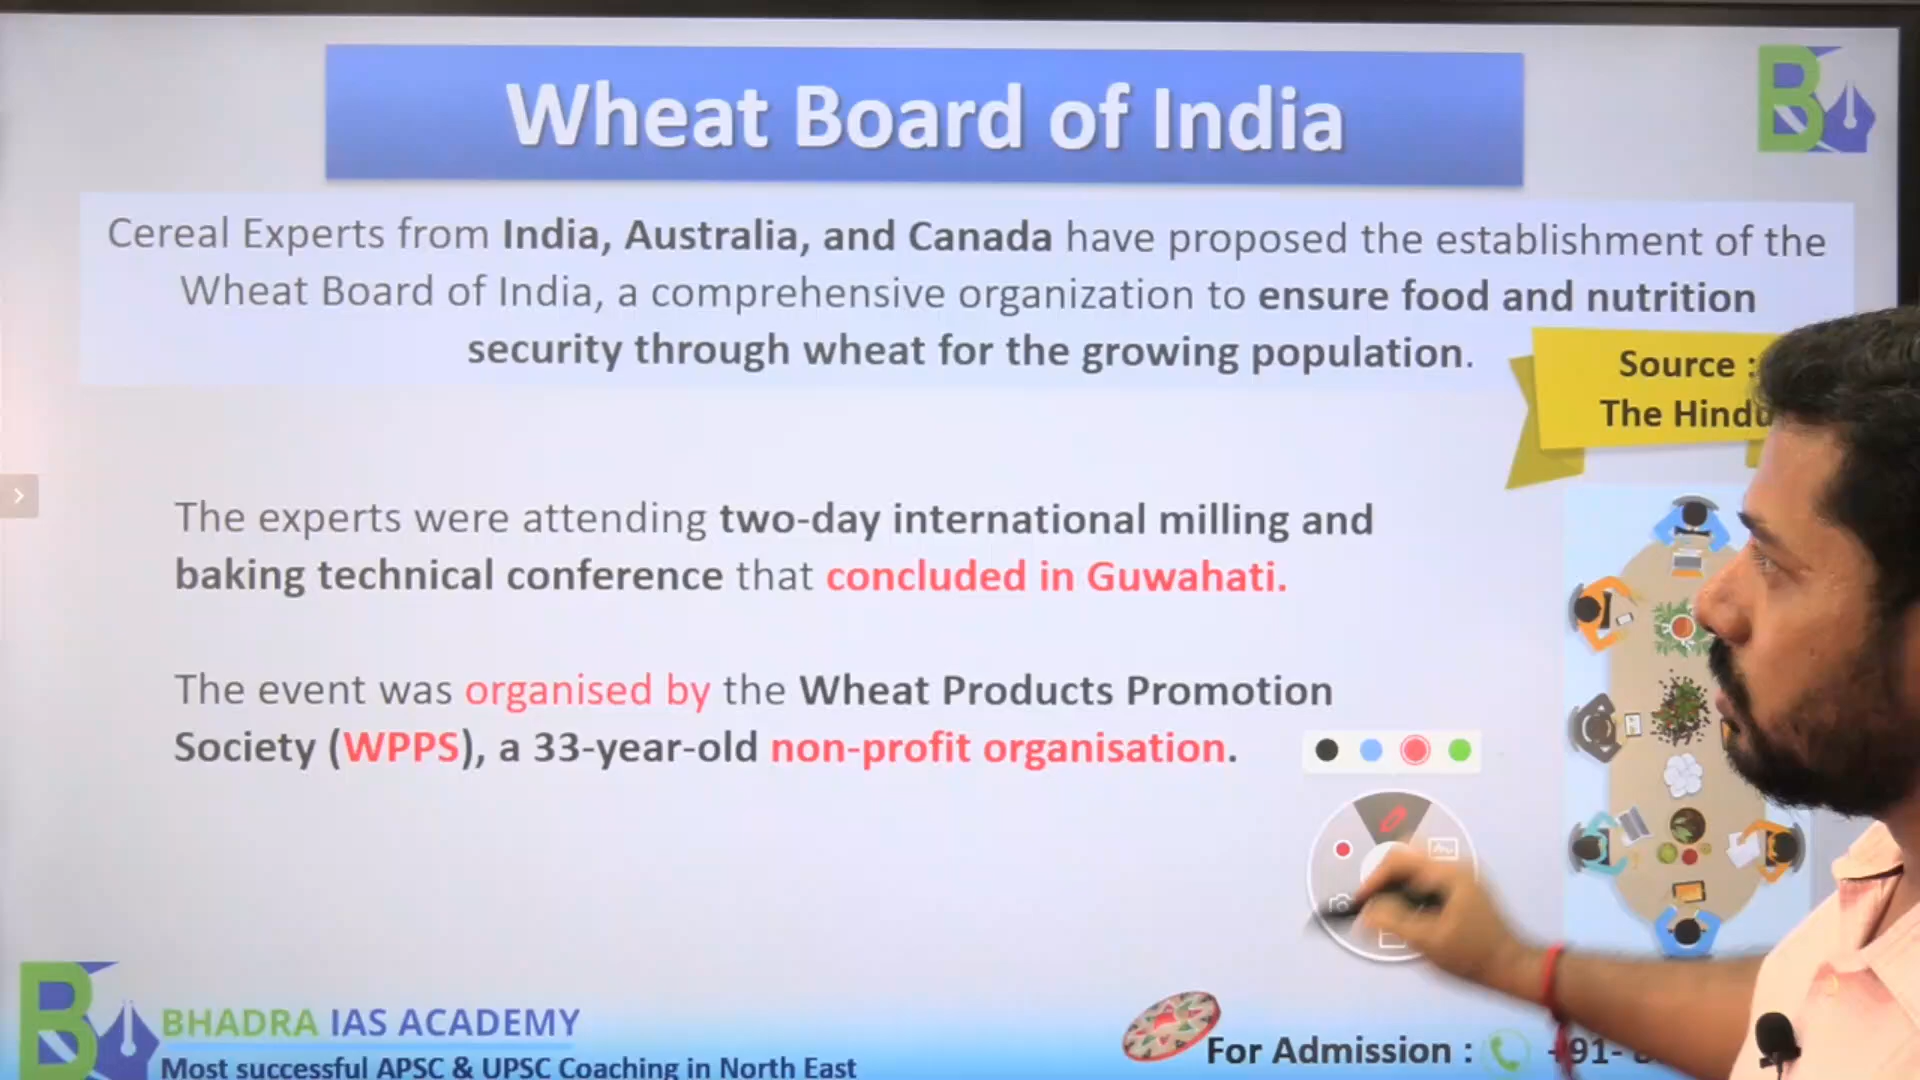 Wheat Board of India
Cereal Experts from India, Australia, and Canada have proposed the establishment of the
Wheat Board of India, a comprehensive organization to ensure food and nutrition
security through wheat for the growing population.
Source :
The Hindu
The experts were attending two-day international milling and
baking technical conference that concluded in Guwahati.
The event was organised by the Wheat Products Promotion
Society (WPPS), a 33-year-old non-profit organisation.
BHADRA IAS ACADEMY
Most successful APSC & UPSC Coaching in North East
For Admission : +91-